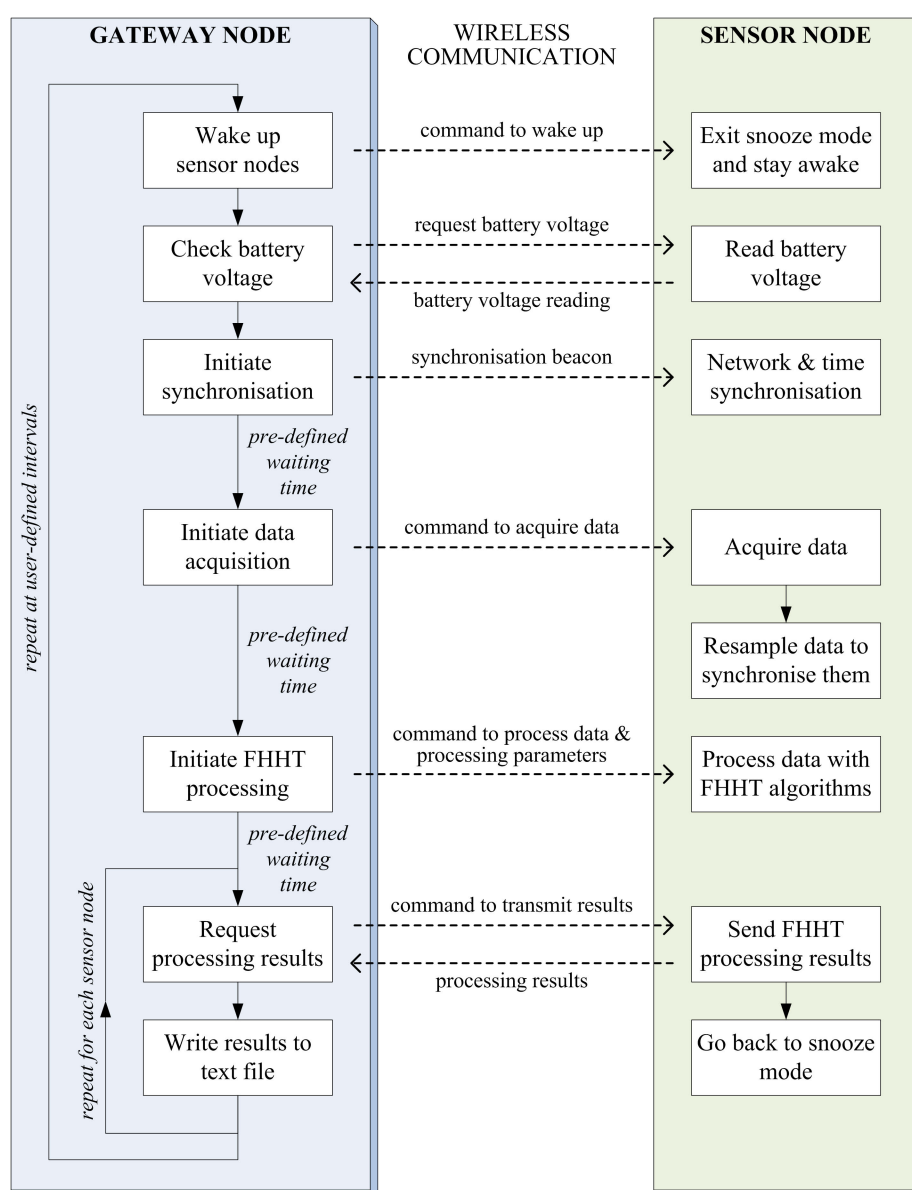 GATEWAY NODE
WIRELESS
COMMUNICATION
SENSOR NODE
Wake up
sensor nodes
command to wake up
Exit snooze mode
and stay awake
Check battery
voltage
request battery voltage
battery voltage reading
Read battery
voltage
Initiate
synchronisation
synchronisation beacon
Network & time
synchronisation
pre-defined
waiting
time
Initiate data
acquisition
command to acquire data
Acquire data
Resample data to
synchronise them
pre-defined
waiting
time
Initiate FHHT
processing
command to process data &
processing parameters
Process data with
FHHT algorithms
pre-defined
waiting
time
Request
processing results
command to transmit results
processing results
Send FHHT
processing results
Write results to
text file
Go back to snooze
mode
repeat for each sensor node
repeat at user-defined intervals